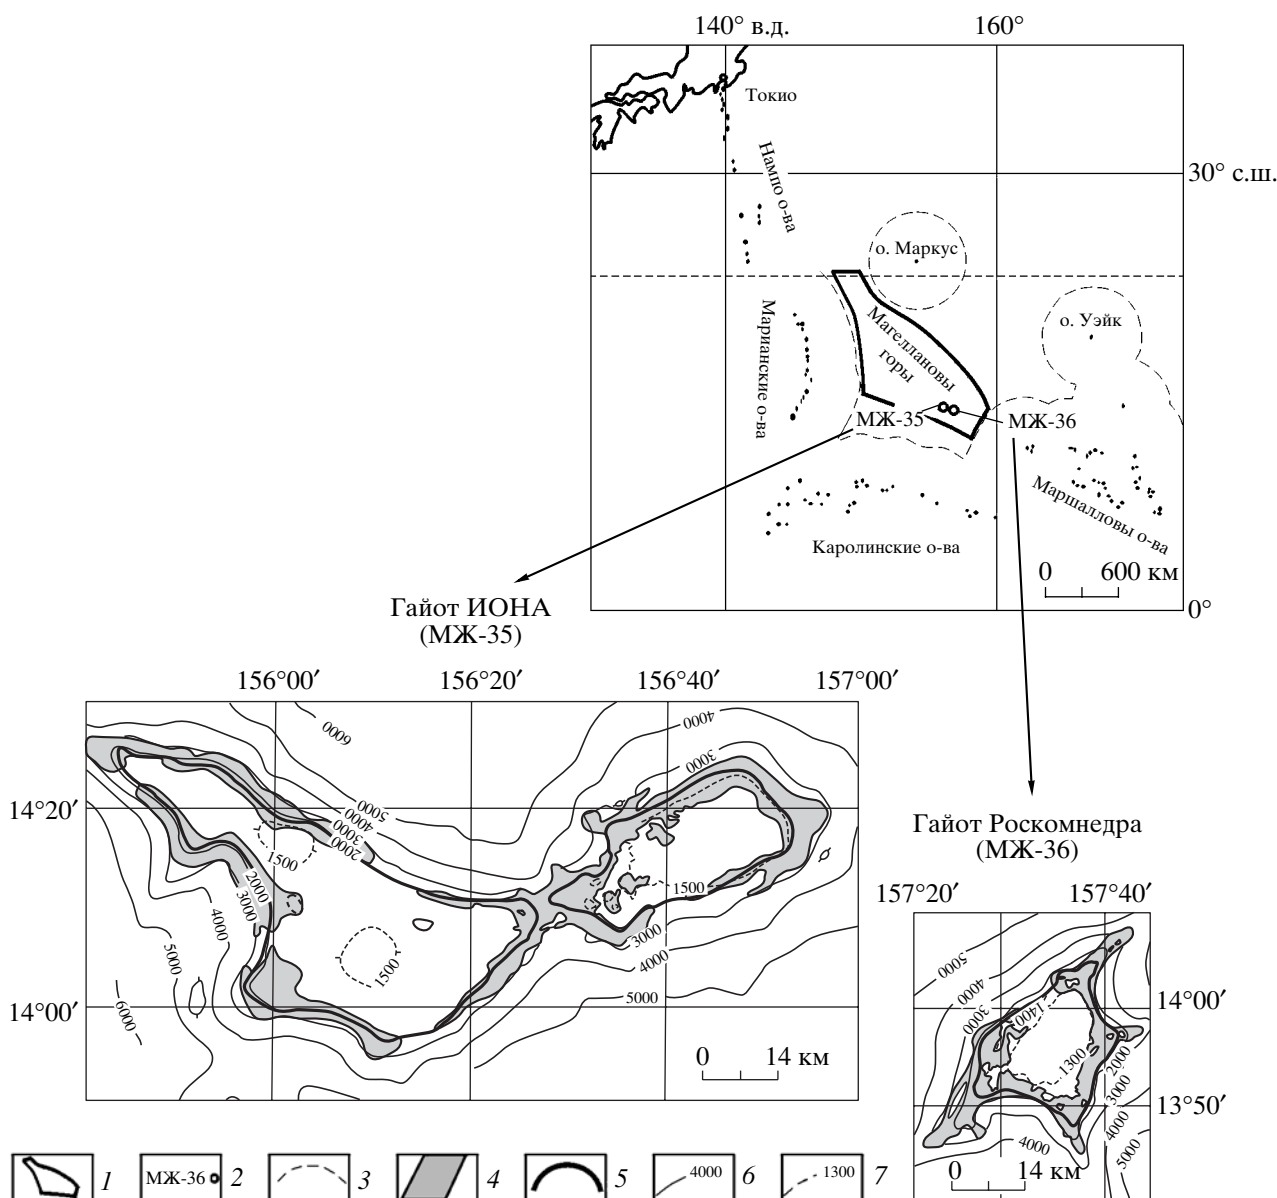 140° в.д.
160°
Токио
Нампо о-ва
30° с.ш.
о. Маркус
о. Уэйк
Марианские о-ва
Магеллановы
горы
МЖ-35
МЖ-36
Маршалловы о-ва
Каролинские о-ва
0 600 км
0°
Гайот ИОНА
(МЖ-35)
156°00′ 156°20′ 156°40′ 157°00′
6000
4000
3000
5000
4000
3000
2000
14°20′
1500
1500
2000
3000
4000
5000
1500
3000
4000
5000
6000
14°00′
0 14 км
Гайот Роскомнедра
(МЖ-36)
157°20′ 157°40′
5000
4000
3000
1400
14°00′
1300
2000
3000
4000
5000
13°50′
4000
0 14 км
1 МЖ-36 2 3 4 5 4000 6 1300 7